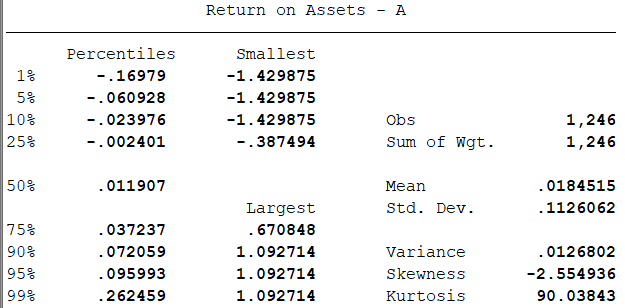 Return on Assets - A
Percentiles Smallest
1% -.16979 -1.429875
5% -.060928 -1.429875
10% -.023976 -1.429875 Obs 1,246
25% -.002401 -.387494 Sum of Wgt. 1,246
50% .011907 Mean .0184515
Largest Std. Dev. .1126062
75% .037237 .670848
90% .072059 1.092714 Variance .0126802
95% .095993 1.092714 Skewness -2.554936
99% .262459 1.092714 Kurtosis 90.03843